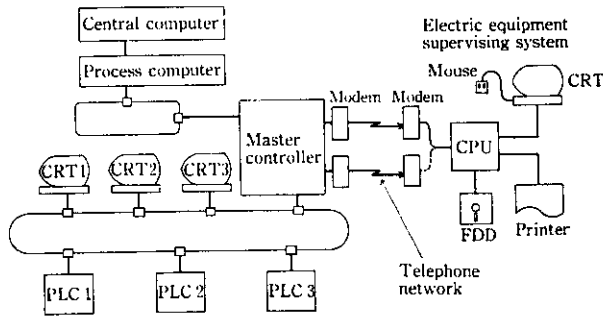 Central computer
Process computer
Electric equipment
supervising system
Mouse
CRT
Modem
Modem
Master
controller
CPU
CRT1
CRT2
CRT3
FDD
Printer
Telephone
network
PLC 1
PLC 2
PLC 3